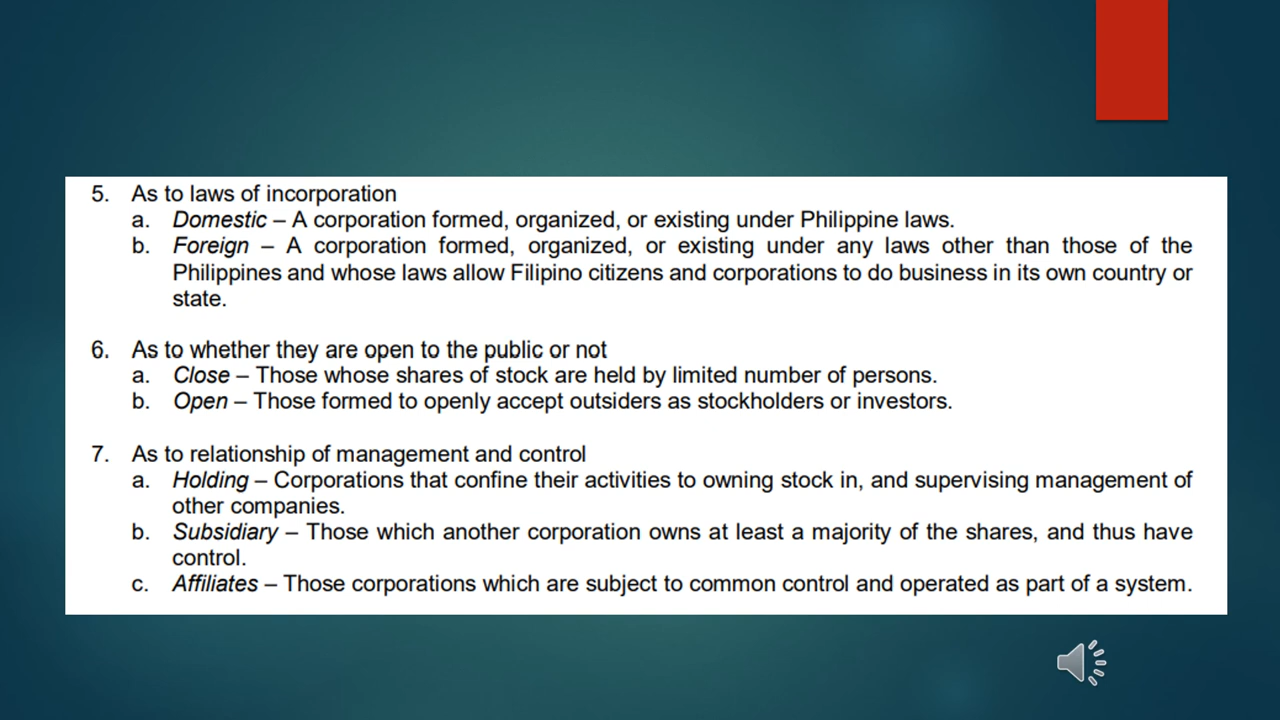 5. As to laws of incorporation
a. Domestic – A corporation formed, organized, or existing under Philippine laws.
b. Foreign – A corporation formed, organized, or existing under any laws other than those of the
Philippines and whose laws allow Filipino citizens and corporations to do business in its own country or
state.
6. As to whether they are open to the public or not
a. Close – Those whose shares of stock are held by limited number of persons.
b. Open – Those formed to openly accept outsiders as stockholders or investors.
7. As to relationship of management and control
a. Holding – Corporations that confine their activities to owning stock in, and supervising management of
other companies.
b. Subsidiary – Those which another corporation owns at least a majority of the shares, and thus have
control.
c. Affiliates – Those corporations which are subject to common control and operated as part of a system.